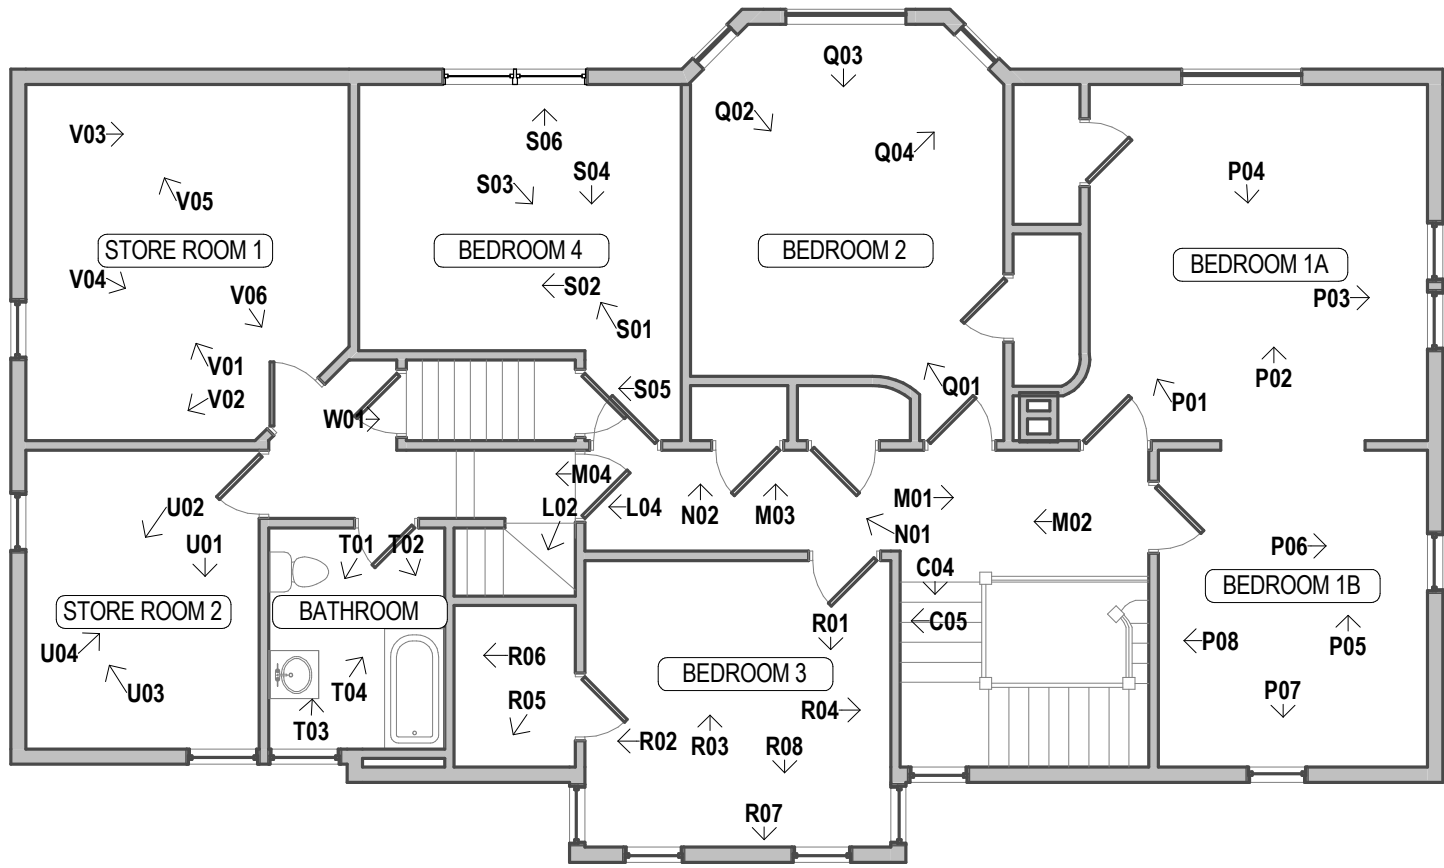 Q03
Q02
V03
S06
Q04
S04
P04
S03
V05
STORE ROOM 1
BEDROOM 4
BEDROOM 2
BEDROOM 1A
V04
S02
V06
P03
S01
V01
P02
S05
Q01
V02
P01
W01
M04
L02
L04
N02
M03
M01
M02
U02
N01
U01
T01
T02
P06
C04
BEDROOM 1B
STORE ROOM 2
BATHROOM
R01
C05
P08
P05
U04
R06
BEDROOM 3
U03
T04
R05
R04
P07
T03
R02
R03
R08
R07